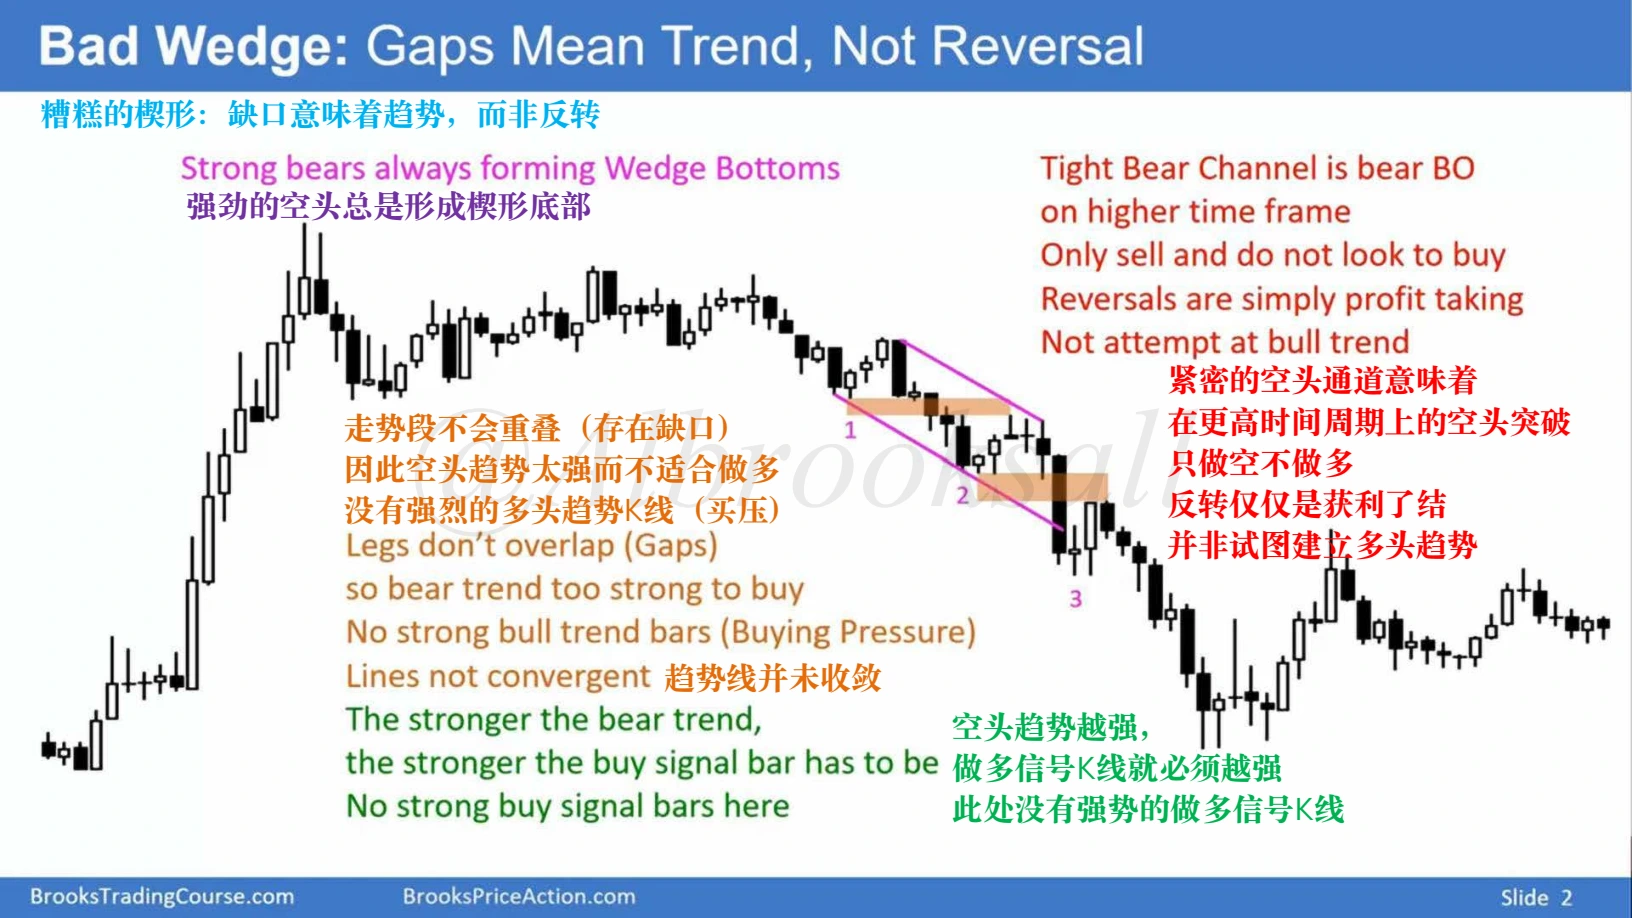 Bad Wedge: Gaps Mean Trend, Not Reversal
糟糕的楔形：缺口意味着趋势，而非反转
Strong bears always forming Wedge Bottoms
强劲的空头总是形成楔形底部
Tight Bear Channel is bear BO
on higher time frame
Only sell and do not look to buy
Reversals are simply profit taking
Not attempt at bull trend
紧密的空头通道意味着
在更高时间周期上的空头突破
只做空不做多
反转仅仅是获利了结
并非试图建立多头趋势
走势段不会重叠（存在缺口）
因此空头趋势太强而不适合做多
没有强烈的多头趋势K线（买压）
Legs don't overlap (Gaps)
so bear trend too strong to buy
No strong bull trend bars (Buying Pressure)
Lines not convergent 趋势线并未收敛
The stronger the bear trend,
the stronger the buy signal bar has to be
No strong buy signal bars here
空头趋势越强，
做多信号K线就必须越强
此处没有强势的做多信号K线
1
2
3
@Albrooksall
BrooksTradingCourse.com
BrooksPriceAction.com
Slide 2